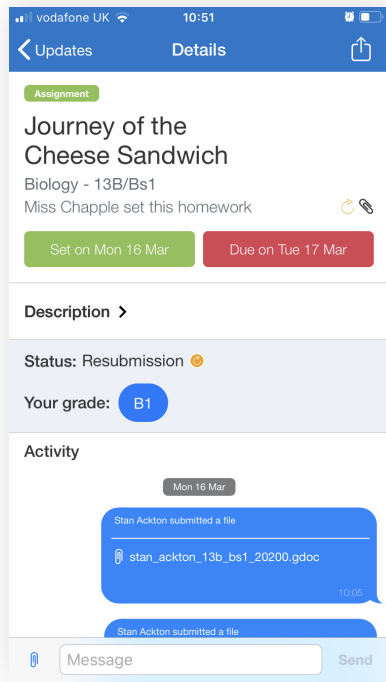 vodafone UK 10:51
Updates Details
Assignment
Journey of the
Cheese Sandwich
Biology - 13B/Bs1
Miss Chapple set this homework
Set on Mon 16 Mar Due on Tue 17 Mar
Description
Status: Resubmission
Your grade: B1
Activity
Mon 16 Mar
Stan Ackton submitted a file
stan_ackton_13b_bs1_20200.gdoc
10:05
Stan Ackton submitted a file
Message Send